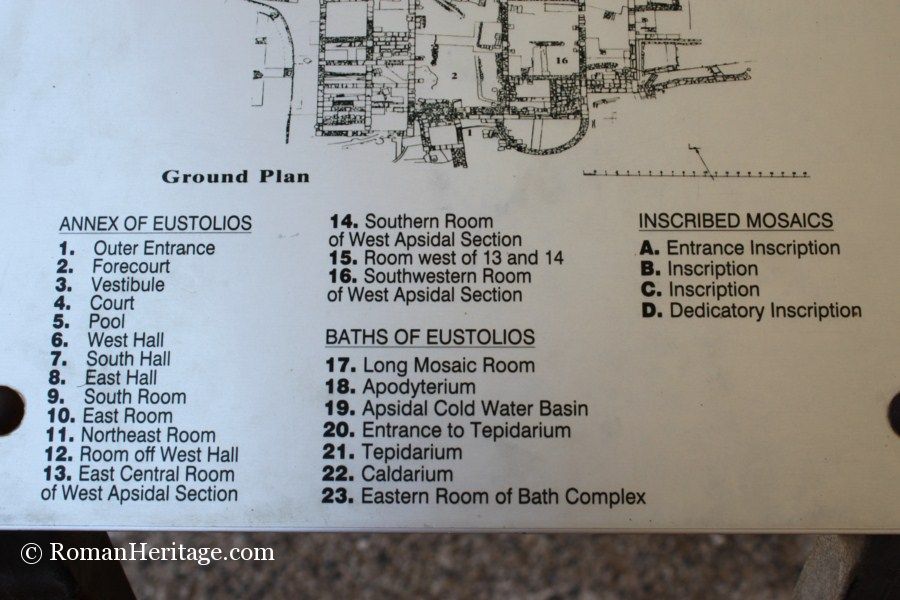 2
16
1
Ground Plan
ANNEX OF EUSTOLIOS
1. Outer Entrance
2. Forecourt
3. Vestibule
4. Court
5. Pool
6. West Hall
7. South Hall
8. East Hall
9. South Room
10. East Room
11. Northeast Room
12. Room off West Hall
13. East Central Room
of West Apsidal Section
14. Southern Room
of West Apsidal Section
15. Room west of 13 and 14
16. Southwestern Room
of West Apsidal Section
BATHS OF EUSTOLIOS
17. Long Mosaic Room
18. Apodyterium
19. Apsidal Cold Water Basin
20. Entrance to Tepidarium
21. Tepidarium
22. Caldarium
23. Eastern Room of Bath Complex
INSCRIBED MOSAICS
A. Entrance Inscription
B. Inscription
C. Inscription
D. Dedicatory Inscription
© RomanHeritage.com